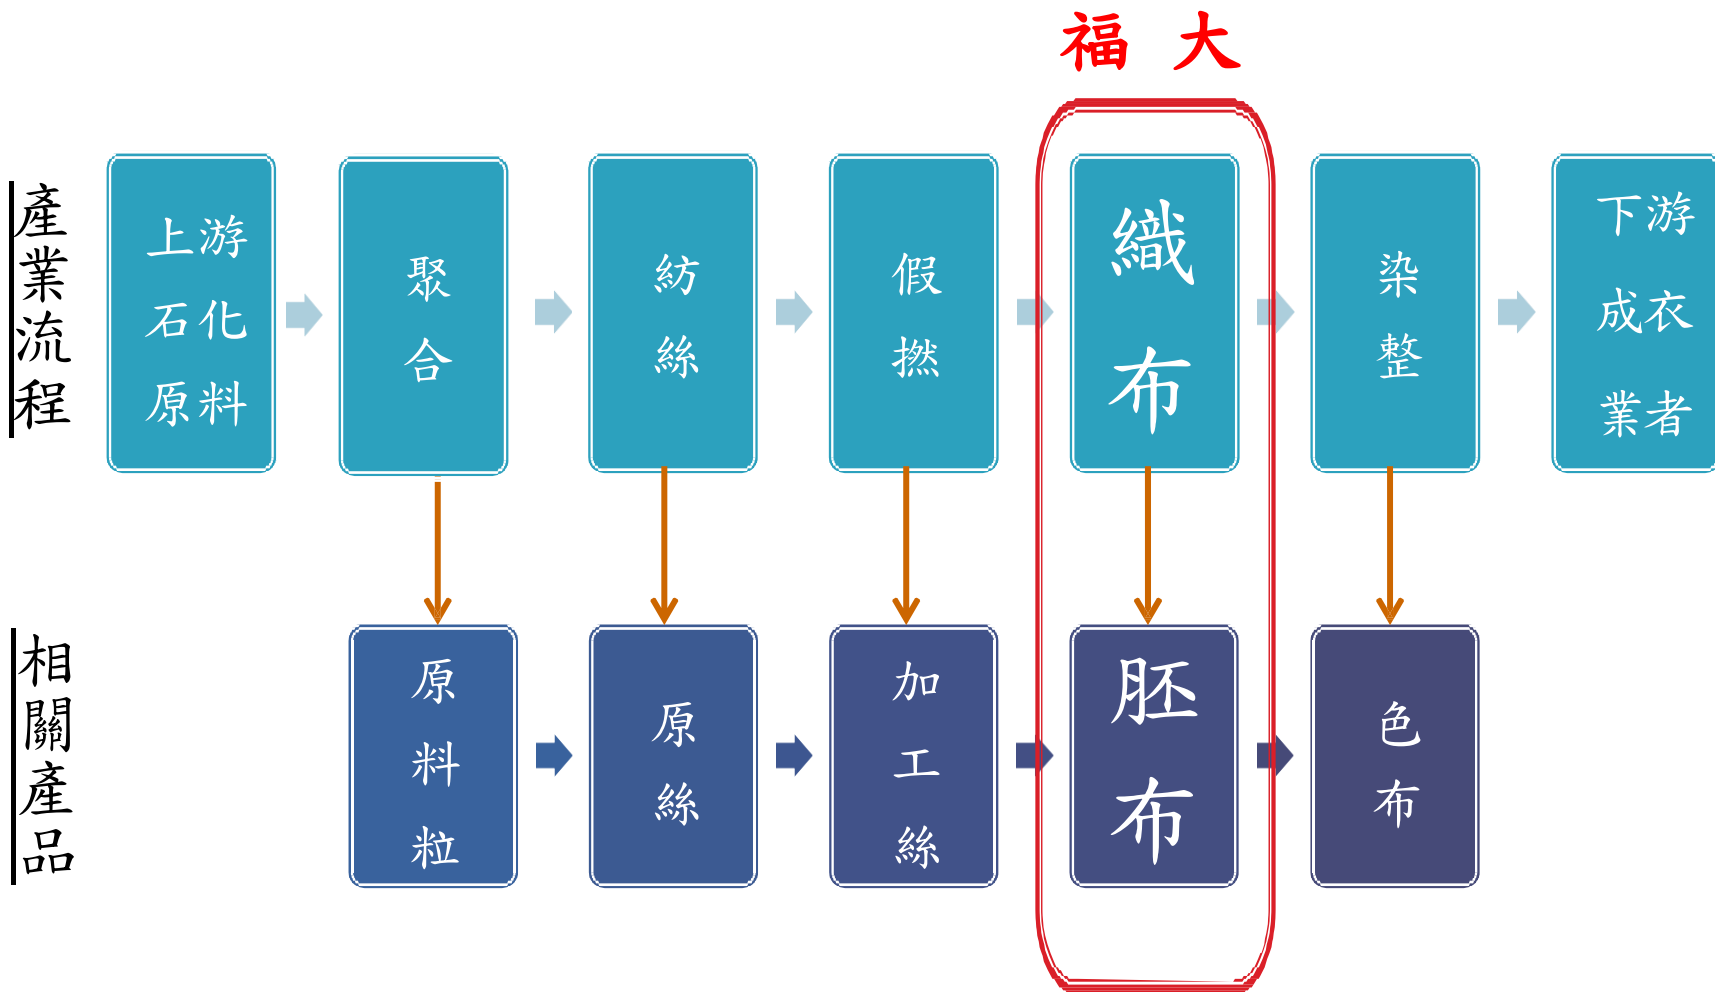 福 大
產業流程
上游
石化
原料
聚合
紡絲
假撚
織布
染整
下游
成衣
業者
相關產品
原料粒
原絲
加工絲
胚布
色布